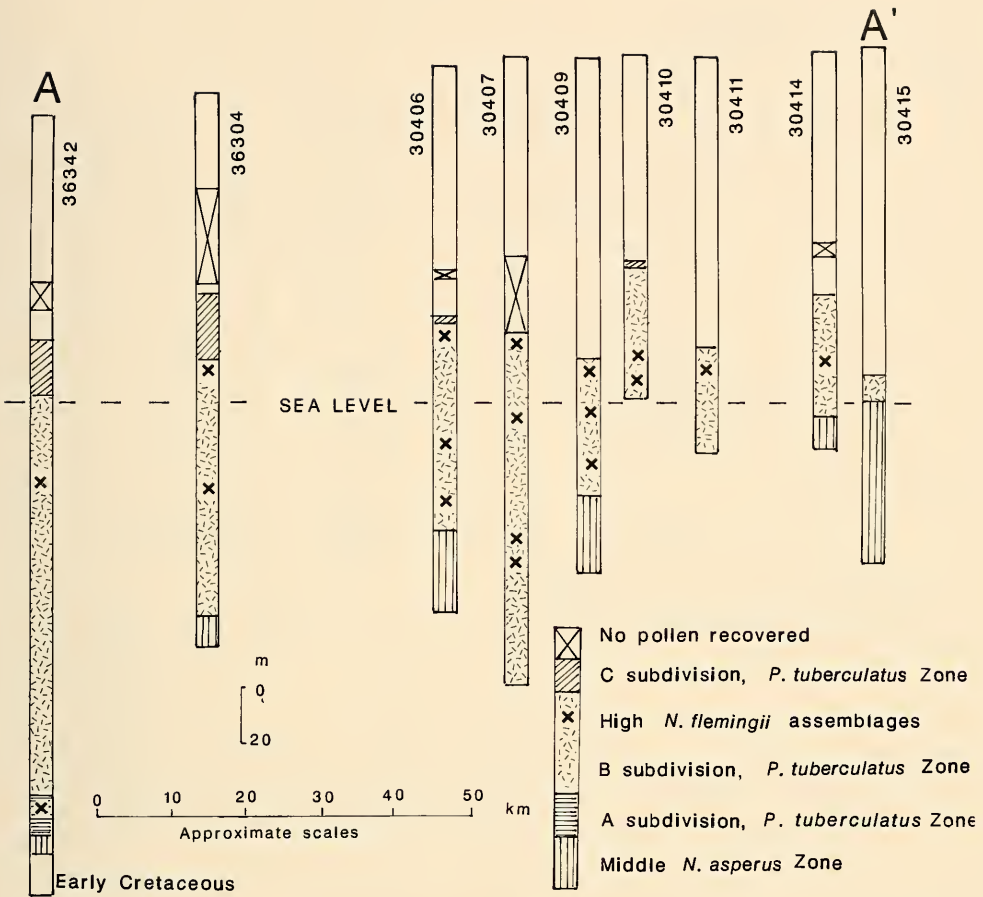 A
A'
36342
36304
30406
30407
30409
30410
30411
30414
30415
SEA LEVEL
m
0
20
0 10 20 30 40 50 km
Approximate scales
Early Cretaceous
No pollen recovered
C subdivision, P. tuberculatus Zone
High N. flemingii assemblages
B subdivision, P. tuberculatus Zone
A subdivision, P. tuberculatus Zone
Middle N. asperus Zone